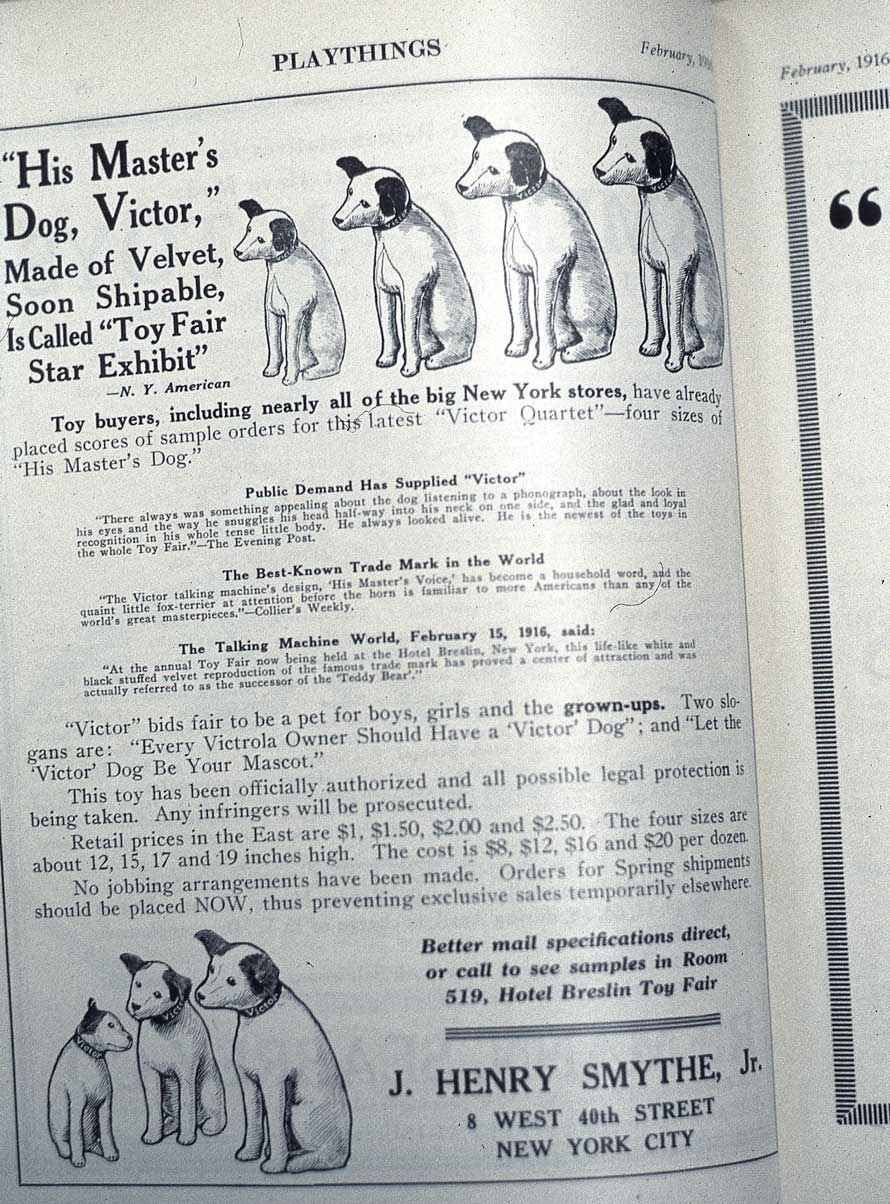 PLAYTHINGS
February,
"His Master's
Dog, Victor,"
Made of Velvet,
Soon Shipable,
Is Called "Toy Fair
Star Exhibit"
—N. Y. American
Toy buyers, including nearly all of the big New York stores, have already
placed scores of sample orders for this latest "Victor Quartet"—four sizes of
"His Master's Dog."
Public Demand Has Supplied "Victor"
"There always was something appealing about the dog listening to a phonograph, about the look in
his eyes and the way he snuggles his head half-way into his neck on one side, and the glad and loyal
recognition in his whole tense little body. He always looked alive. He is the newest of the toys in
the whole Toy Fair."—The Evening Post.
The Best-Known Trade Mark in the World
"The Victor talking machine's design, 'His Master's Voice,' has become a household word, and the
quaint little fox-terrier at attention before the horn is familiar to more Americans than any of the
world's great masterpieces."—Collier's Weekly.
The Talking Machine World, February 15, 1916, said:
"At the annual Toy Fair now being held at the Hotel Breslin, New York, this life-like white and
black stuffed velvet reproduction of the famous trade mark has proved a center of attraction and was
actually referred to as the successor of the 'Teddy Bear'."
"Victor" bids fair to be a pet for boys, girls and the grown-ups. Two slo-
gans are: "Every Victrola Owner Should Have a 'Victor' Dog"; and "Let the
'Victor' Dog Be Your Mascot."
This toy has been officially authorized and all possible legal protection is
being taken. Any infringers will be prosecuted.
Retail prices in the East are $1, $1.50, $2.00 and $2.50. The four sizes are
about 12, 15, 17 and 19 inches high. The cost is $8, $12, $16 and $20 per dozen.
No jobbing arrangements have been made. Orders for Spring shipments
should be placed NOW, thus preventing exclusive sales temporarily elsewhere.
Victor
Victor
Victor
Better mail specifications direct,
or call to see samples in Room
519, Hotel Breslin Toy Fair
J. HENRY SMYTHE, Jr.
8 WEST 40th STREET
NEW YORK CITY
February, 1916
"